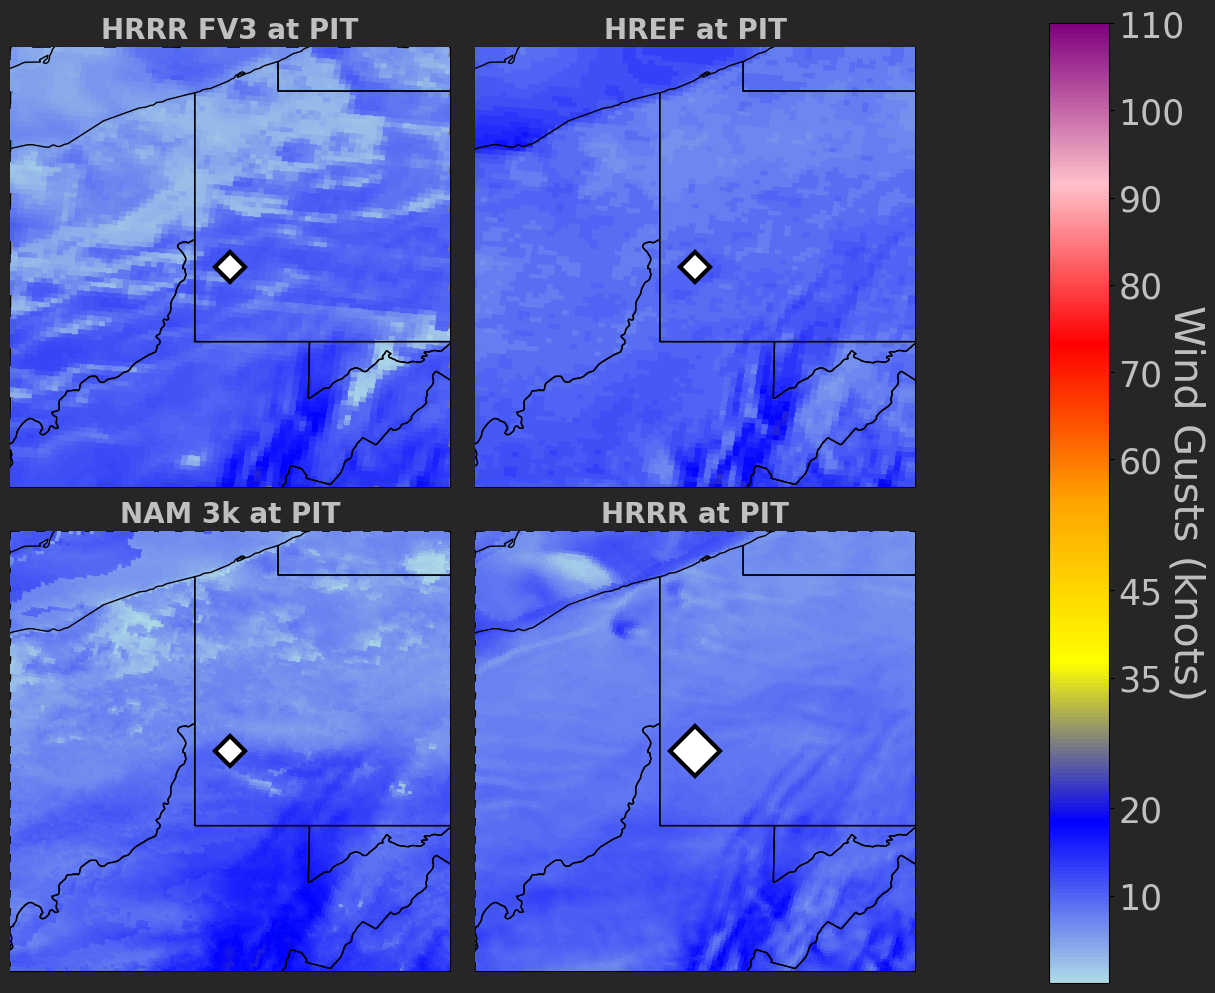 HRRR FV3 at PIT
HREF at PIT
NAM 3k at PIT
HRRR at PIT
110
100
90
80
70
60
45
35
20
10
Wind Gusts (knots)